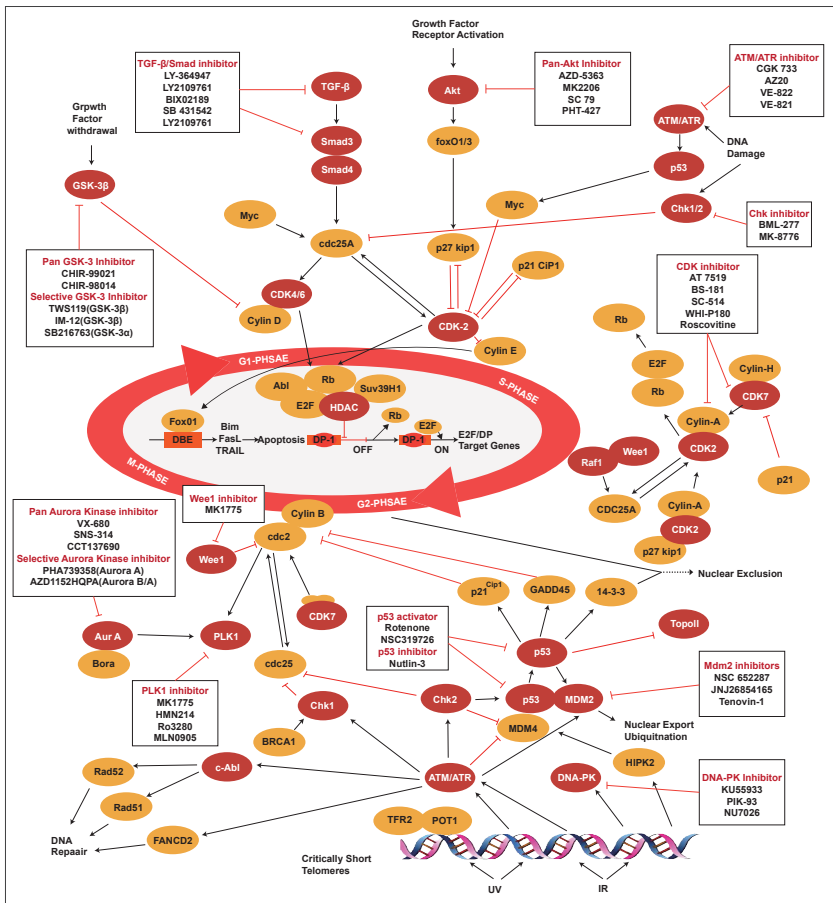 Growth Factor
Receptor Activation
TGF-β/Smad inhibitor
LY-364947
LY2109761
BIX02189
SB 431542
LY2109761
TGF-β
Akt
Pan-Akt Inhibitor
AZD-5363
MK2206
SC 79
PHT-427
ATM/ATR inhibitor
CGK 733
AZ20
VE-822
VE-821
Grpwth
Factor
withdrawal
Smad3
Smad4
foxO1/3
ATM/ATR
p53
DNA
Damage
GSK-3β
Myc
cdc25A
p27 kip1
Myc
p21 CiP1
Chk1/2
Chk inhibitor
BML-277
MK-8776
Pan GSK-3 Inhibitor
CHIR-99021
CHIR-98014
Selective GSK-3 Inhibitor
TWS119(GSK-3β)
IM-12(GSK-3β)
SB216763(GSK-3α)
CDK4/6
Cylin D
CDK-2
Cylin E
CDK inhibitor
AT 7519
BS-181
SC-514
WHI-P180
Roscovitine
Rb
E2F
Rb
Cylin-H
CDK7
Cylin-A
CDK2
p21
G1-PHSAE
S-PHASE
G2-PHSAE
M-PHASE
Abl
Rb
Suv39H1
E2F
HDAC
Fox01
DBE
Bim
FasL
TRAIL
Apoptosis
DP-1
OFF
Rb
E2F
DP-1
ON
E2F/DP
Target Genes
Raf1
Wee1
CDC25A
Cylin-A
CDK2
p27 kip1
Pan Aurora Kinase inhibitor
VX-680
SNS-314
CCT137690
Selective Aurora Kinase inhibitor
PHA739358(Aurora A)
AZD1152HQPA(Aurora B/A)
Wee1 inhibitor
MK1775
Wee1
Cylin B
cdc2
Nuclear Exclusion
p21 Cip1
GADD45
14-3-3
CDK7
Aur A
Bora
PLK1
cdc25
p53 activator
Rotenone
NSC319726
p53 inhibitor
Nutlin-3
p53
TopoII
PLK1 inhibitor
MK1775
HMN214
Ro3280
MLN0905
Chk1
Chk2
p53
MDM2
MDM4
Mdm2 inhibitors
NSC 652287
JNJ26854165
Tenovin-1
Nuclear Export
Ubiquitnation
BRCA1
HIPK2
Rad52
c-Abl
ATM/ATR
DNA-PK
DNA-PK Inhibitor
KU55933
PIK-93
NU7026
Rad51
DNA
Repaair
FANCD2
TFR2
POT1
Critically Short
Telomeres
UV
IR